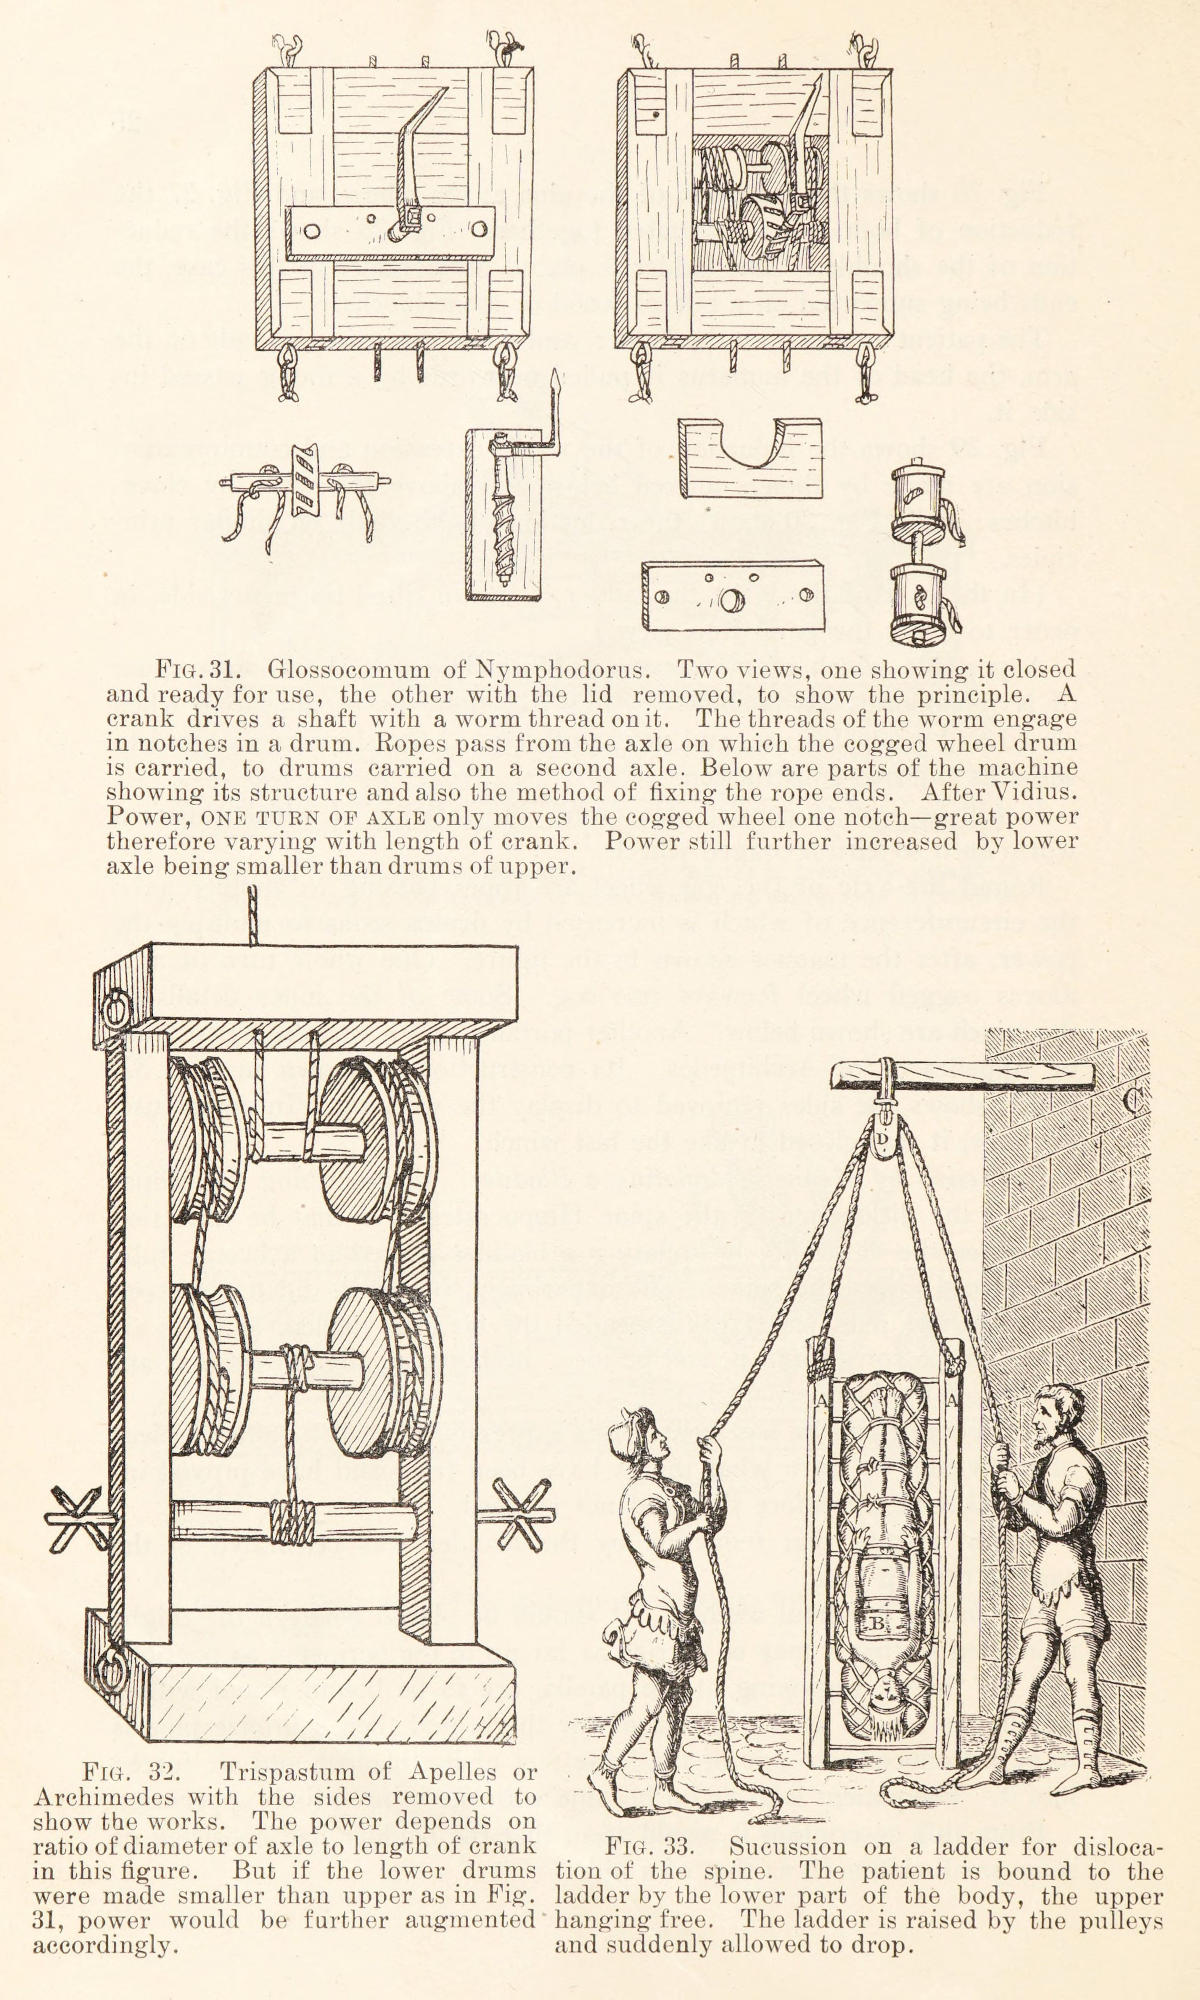 FIG. 31. Glossocomum of Nymphodorus. Two views, one showing it closed
and ready for use, the other with the lid removed, to show the principle. A
crank drives a shaft with a worm thread on it. The threads of the worm engage
in notches in a drum. Ropes pass from the axle on which the cogged wheel drum
is carried, to drums carried on a second axle. Below are parts of the machine
showing its structure and also the method of fixing the rope ends. After Vidius.
Power, ONE TURN OF AXLE only moves the cogged wheel one notch—great power
therefore varying with length of crank. Power still further increased by lower
axle being smaller than drums of upper.
C
D
A
A
B
FIG. 32. Trispastum of Apelles or
Archimedes with the sides removed to
show the works. The power depends on
ratio of diameter of axle to length of crank
in this figure. But if the lower drums
were made smaller than upper as in Fig.
31, power would be further augmented
accordingly.
FIG. 33. Sucussion on a ladder for disloca-
tion of the spine. The patient is bound to the
ladder by the lower part of the body, the upper
hanging free. The ladder is raised by the pulleys
and suddenly allowed to drop.